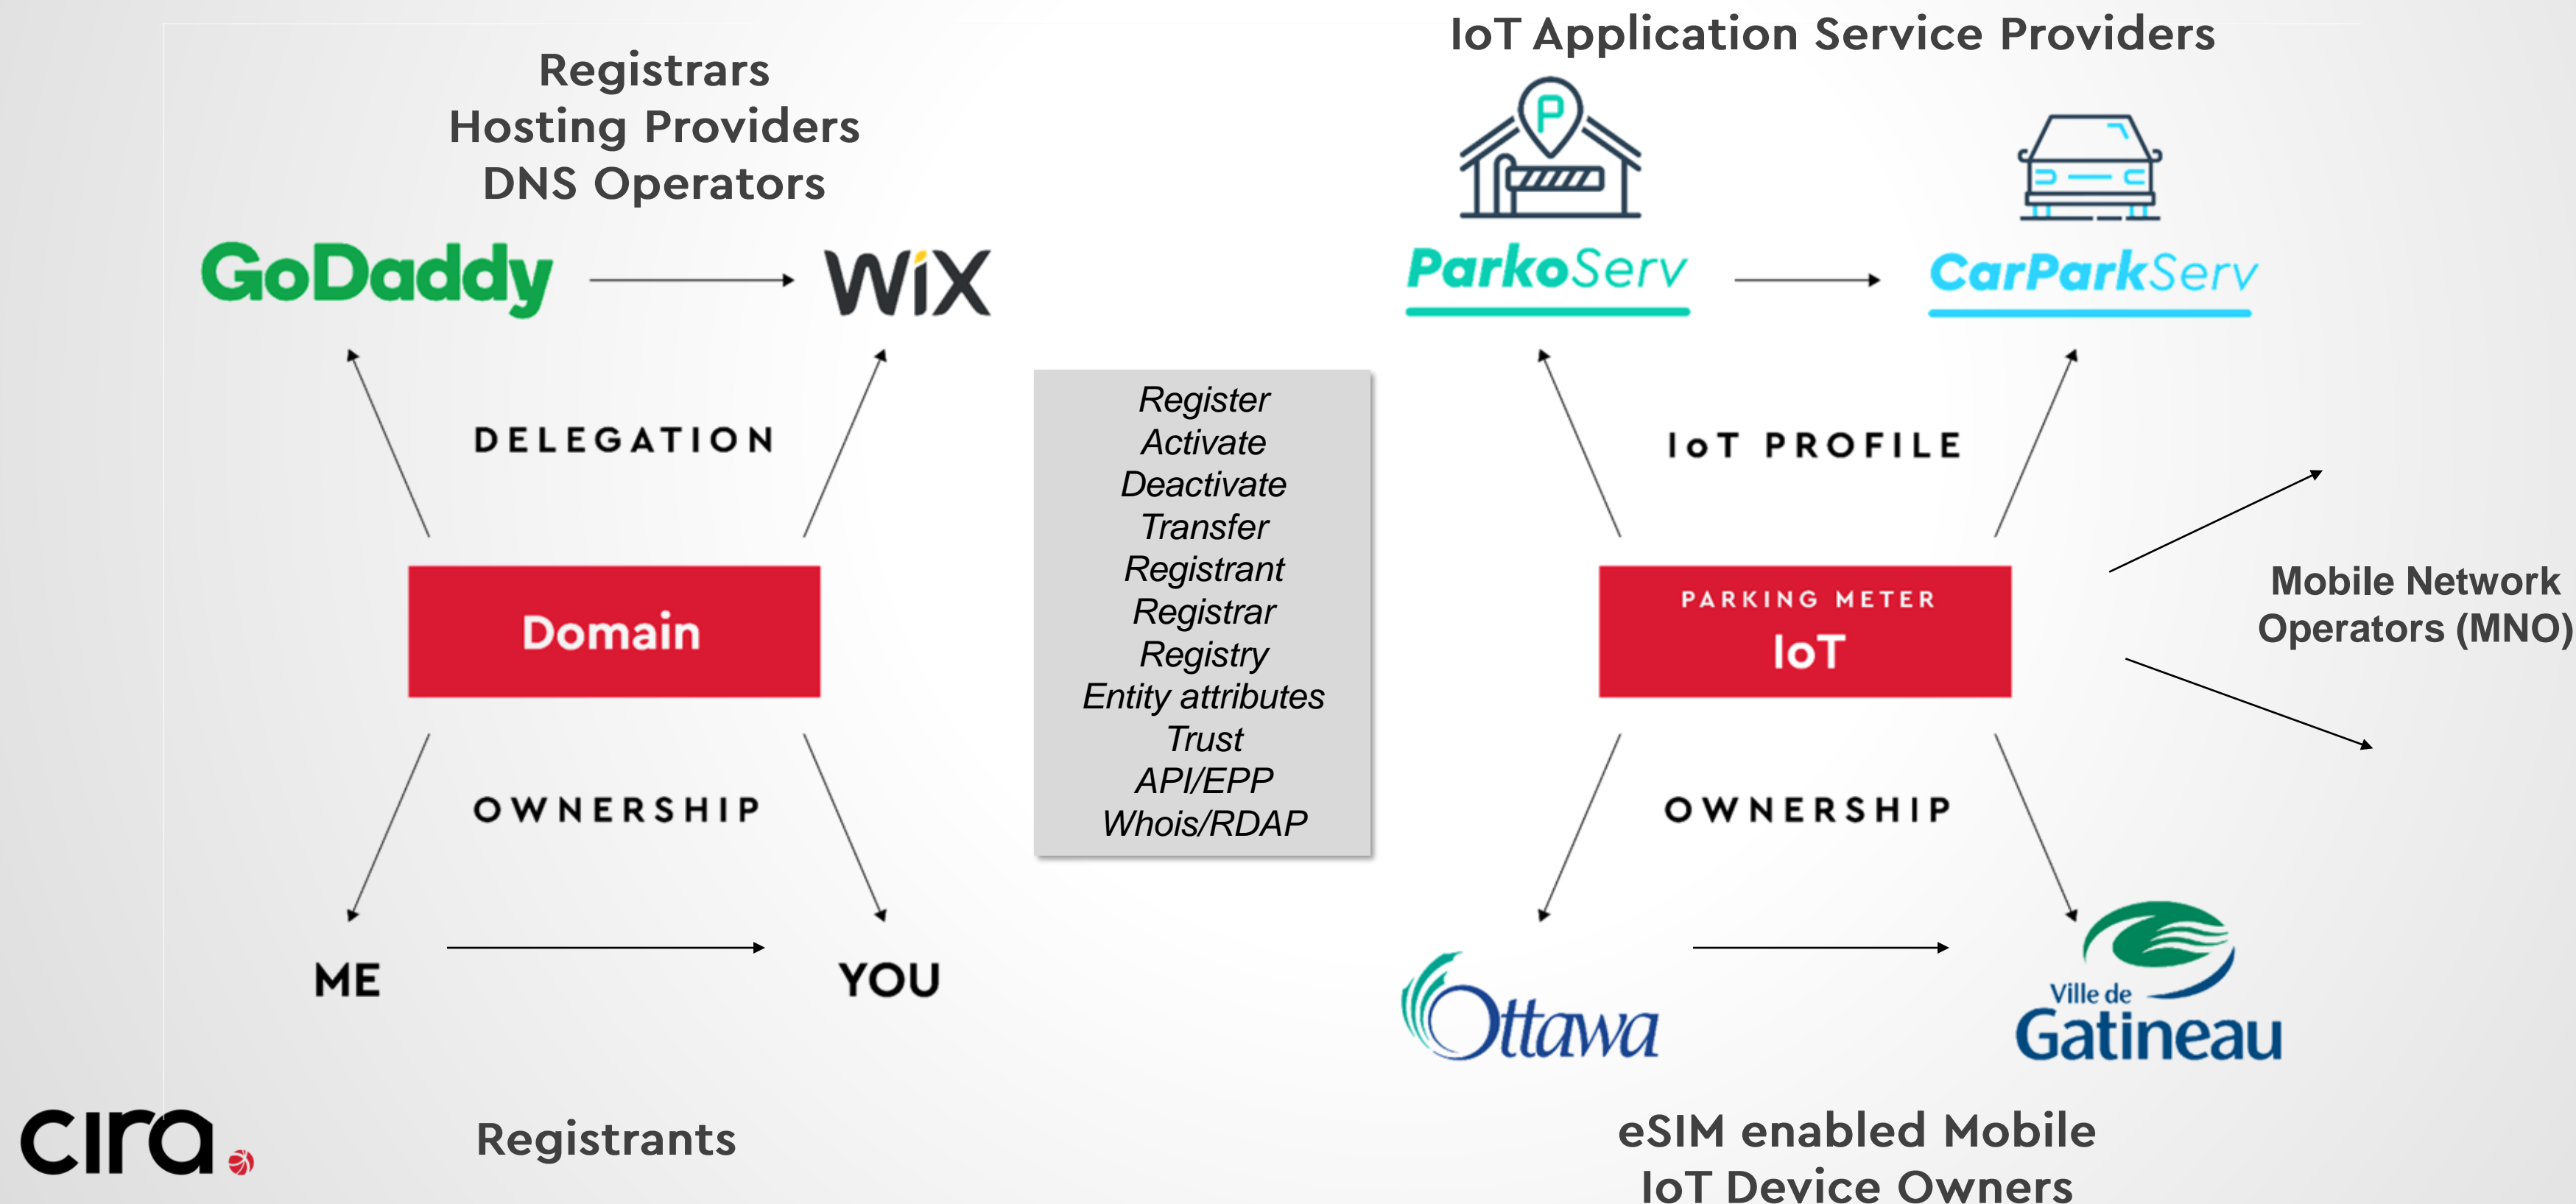 Registrars
Hosting Providers
DNS Operators
GoDaddy
WiX
DELEGATION
Domain
OWNERSHIP
ME
YOU
Registrants
cira
Register
Activate
Deactivate
Transfer
Registrant
Registrar
Registry
Entity attributes
Trust
API/EPP
Whois/RDAP
IoT Application Service Providers
P
ParkoServ
CarParkServ
IoT PROFILE
PARKING METER
IoT
Mobile Network
Operators (MNO)
OWNERSHIP
Ottawa
Ville de
Gatineau
eSIM enabled Mobile
IoT Device Owners